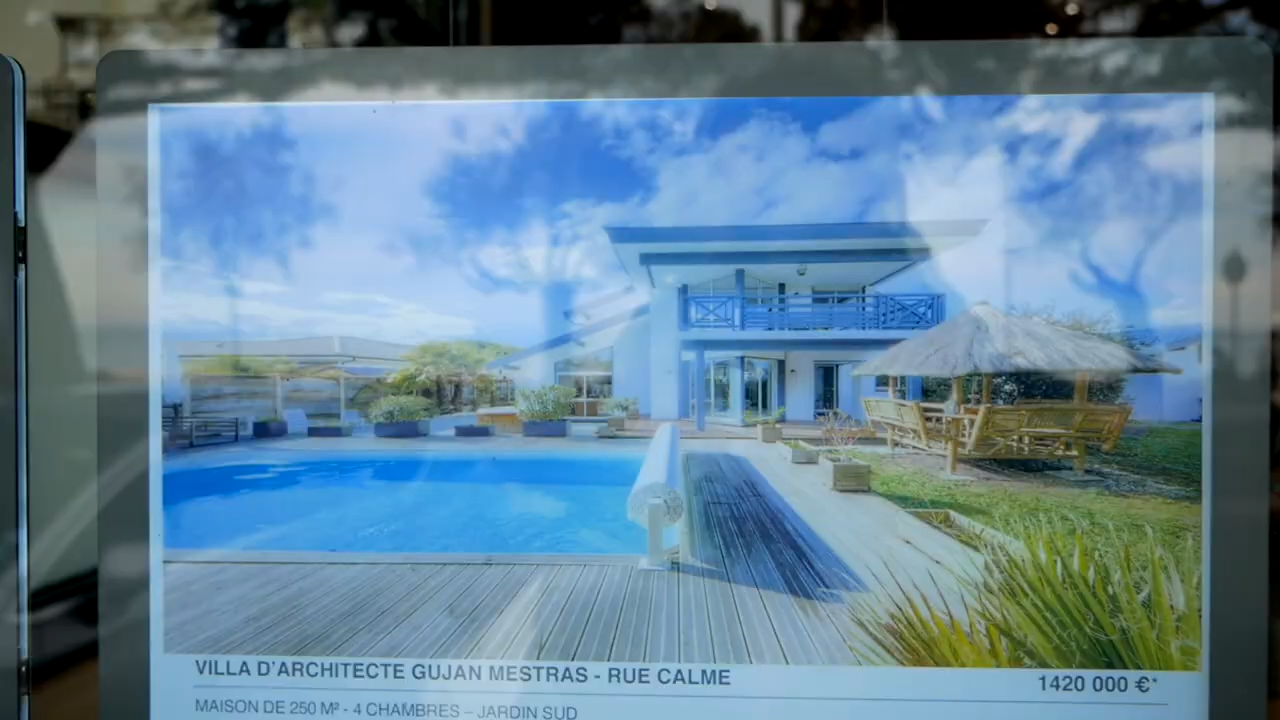 VILLA D'ARCHITECTE GUJAN MESTRAS - RUE CALME
1420 000 €*
MAISON DE 250 M² - 4 CHAMBRES – JARDIN SUD